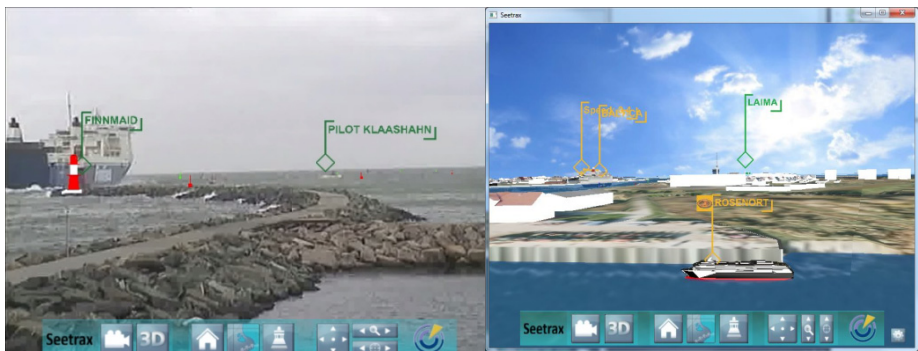 FINNMAID
PILOT KLAASHAHN
Seetrax
3D
Seetrax
LAIMA
ROSENORT
Seetrax
3D